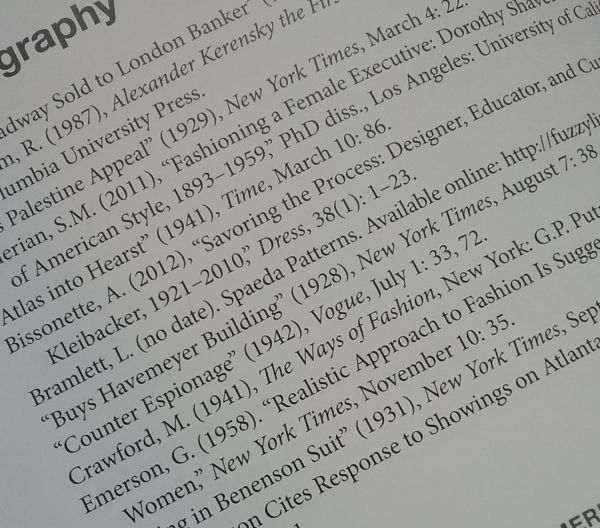 graphy
adway Sold to London Banker"
m, R. (1987), Alexander Kerensky the
lumbia University Press.
s Palestine Appeal" (1929), New York Times, March 4: 22.
erian, S.M. (2011), "Fashioning a Female Executive: Dorothy Shaver
of American Style, 1893–1959," PhD diss., Los Angeles: University of Cali
Atlas into Hearst" (1941), Time, March 10: 86.
Bissonette, A. (2012), "Savoring the Process: Designer, Educator, and Cu
Kleibacker, 1921–2010," Dress, 38(1): 1–23.
Bramlett, L. (no date). Spaeda Patterns. Available online: http://fuzzyli
"Buys Havemeyer Building" (1928), New York Times, August 7: 38
"Counter Espionage" (1942), Vogue, July 1: 33, 72.
Crawford, M. (1941), The Ways of Fashion, New York: G.P. Putn
Emerson, G. (1958). "Realistic Approach to Fashion Is Sugge
Women," New York Times, November 10: 35.
ng in Benenson Suit" (1931), New York Times, Sept
on Cites Response to Showings on Atlanta